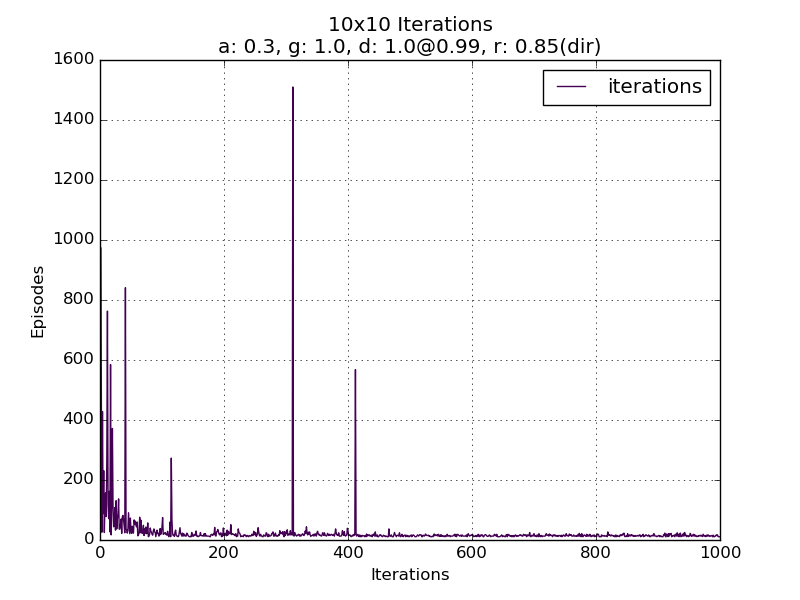 10x10 Iterations
a: 0.3, g: 1.0, d: 1.0@0.99, r: 0.85(dir)
iterations
1600
1400
1200
1000
800
600
400
200
0
Episodes
0 200 400 600 800 1000
Iterations